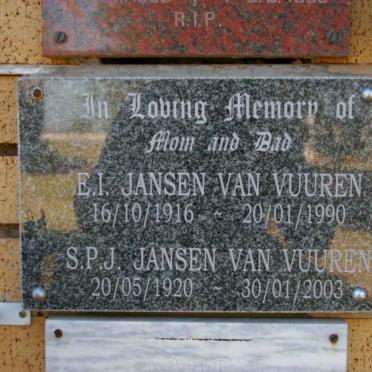 R.I.P.
In Loving Memory of
Mom and Dad
E.I. JANSEN VAN VUUREN
16/10/1916 ~ 20/01/1990
S.P.J. JANSEN VAN VUUREN
20/05/1920 ~ 30/01/2003